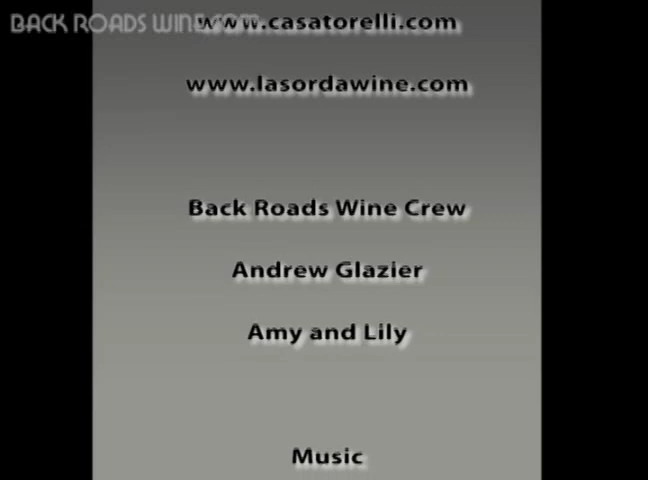 BACK ROADS WINE.COM
www.casatorelli.com
www.lasordawine.com
Back Roads Wine Crew
Andrew Glazier
Amy and Lily
Music